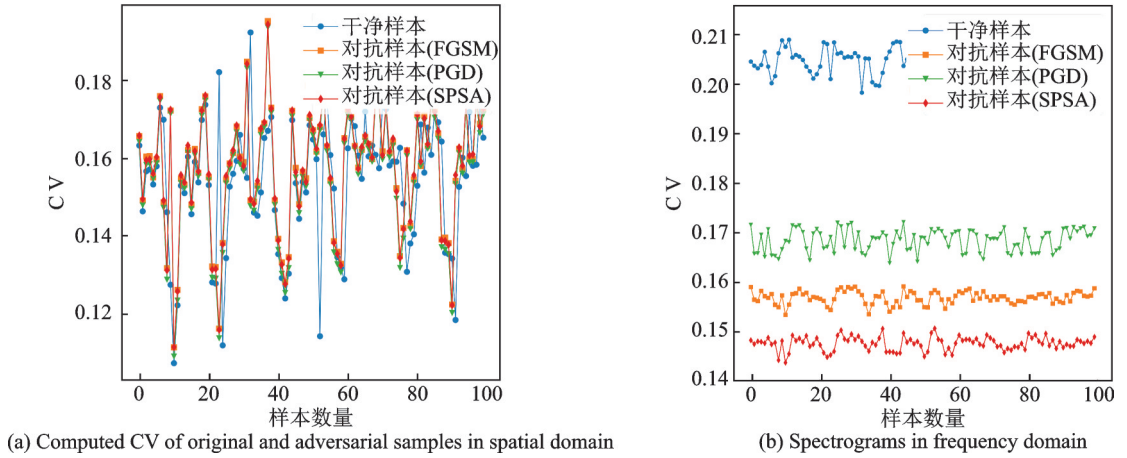 干净样本
对抗样本(FGSM)
对抗样本(PGD)
对抗样本(SPSA)
0.18
0.16
0.14
0.12
CV
0 20 40 60 80 100
样本数量
(a) Computed CV of original and adversarial samples in spatial domain
干净样本
对抗样本(FGSM)
对抗样本(PGD)
对抗样本(SPSA)
0.21
0.20
0.19
0.18
0.17
0.16
0.15
0.14
CV
0 20 40 60 80 100
样本数量
(b) Spectrograms in frequency domain